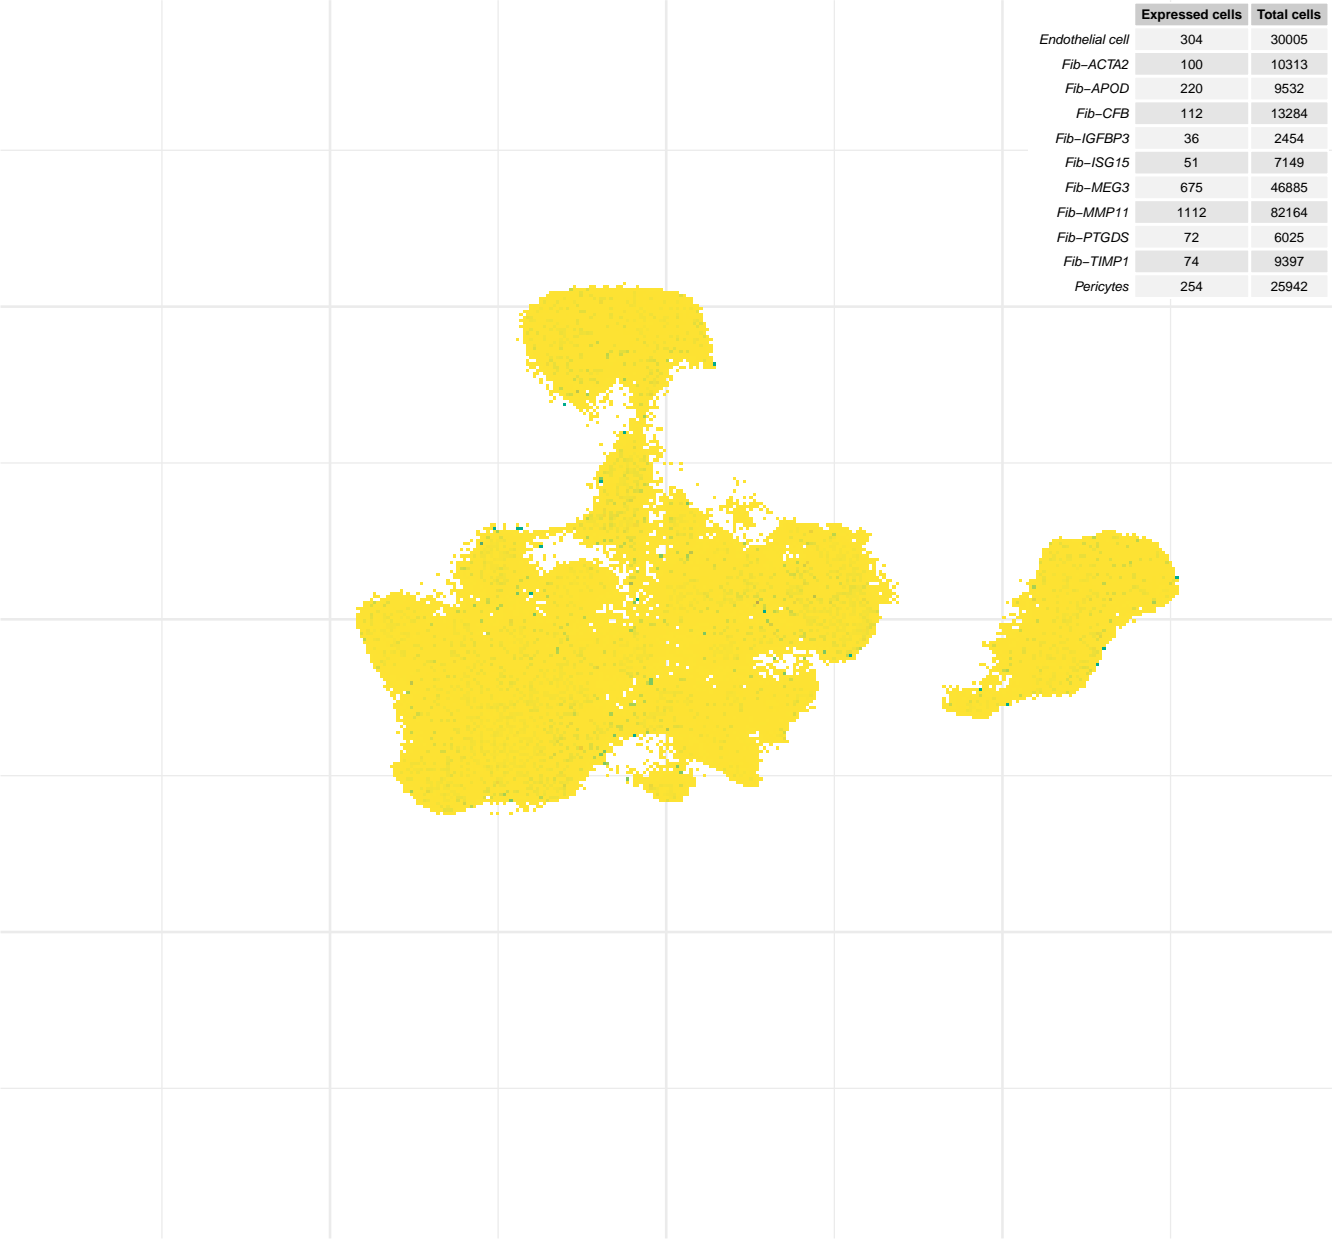 Expressed cells Total cells
Endothelial cell 304 30005
Fib−ACTA2 100 10313
Fib−APOD 220 9532
Fib−CFB 112 13284
Fib−IGFBP3 36 2454
Fib−ISG15 51 7149
Fib−MEG3 675 46885
Fib−MMP11 1112 82164
Fib−PTGDS 72 6025
Fib−TIMP1 74 9397
Pericytes 254 25942